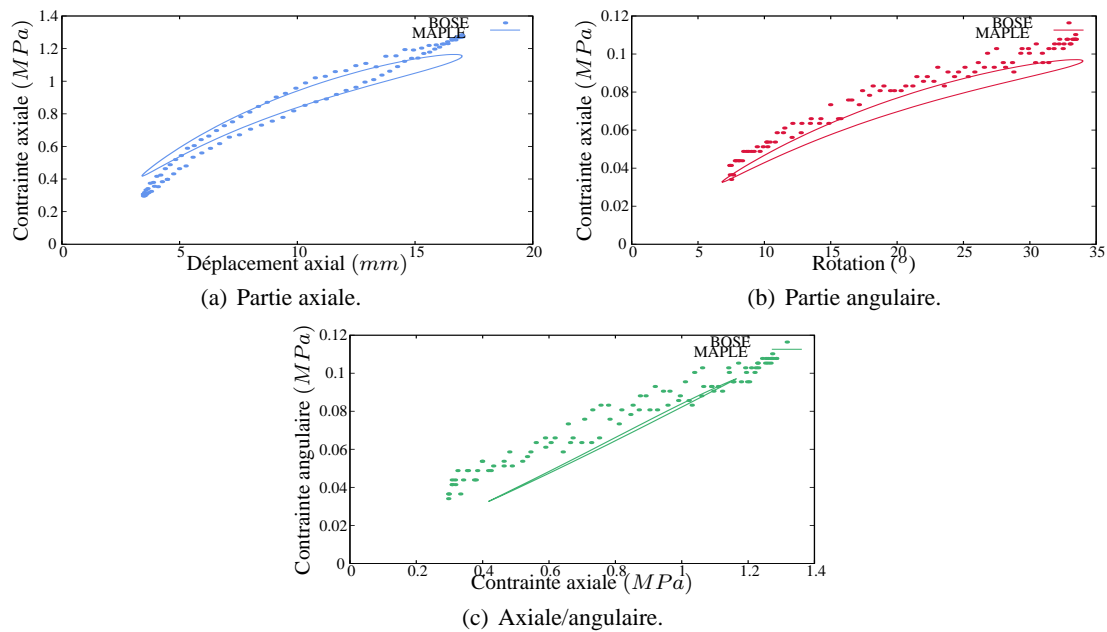 BOSE
MAPLE
Contrainte axiale (MPa)
1.4
1.2
1
0.8
0.6
0.4
0.2
0
0 5 10 15 20
Déplacement axial (mm)
(a) Partie axiale.
BOSE
MAPLE
Contrainte axiale (MPa)
0.12
0.1
0.08
0.06
0.04
0.02
0
0 5 10 15 20 25 30 35
Rotation (o)
(b) Partie angulaire.
BOSE
MAPLE
Contrainte angulaire (MPa)
0.12
0.1
0.08
0.06
0.04
0.02
0
0 0.2 0.4 0.6 0.8 1 1.2 1.4
Contrainte axiale (MPa)
(c) Axiale/angulaire.